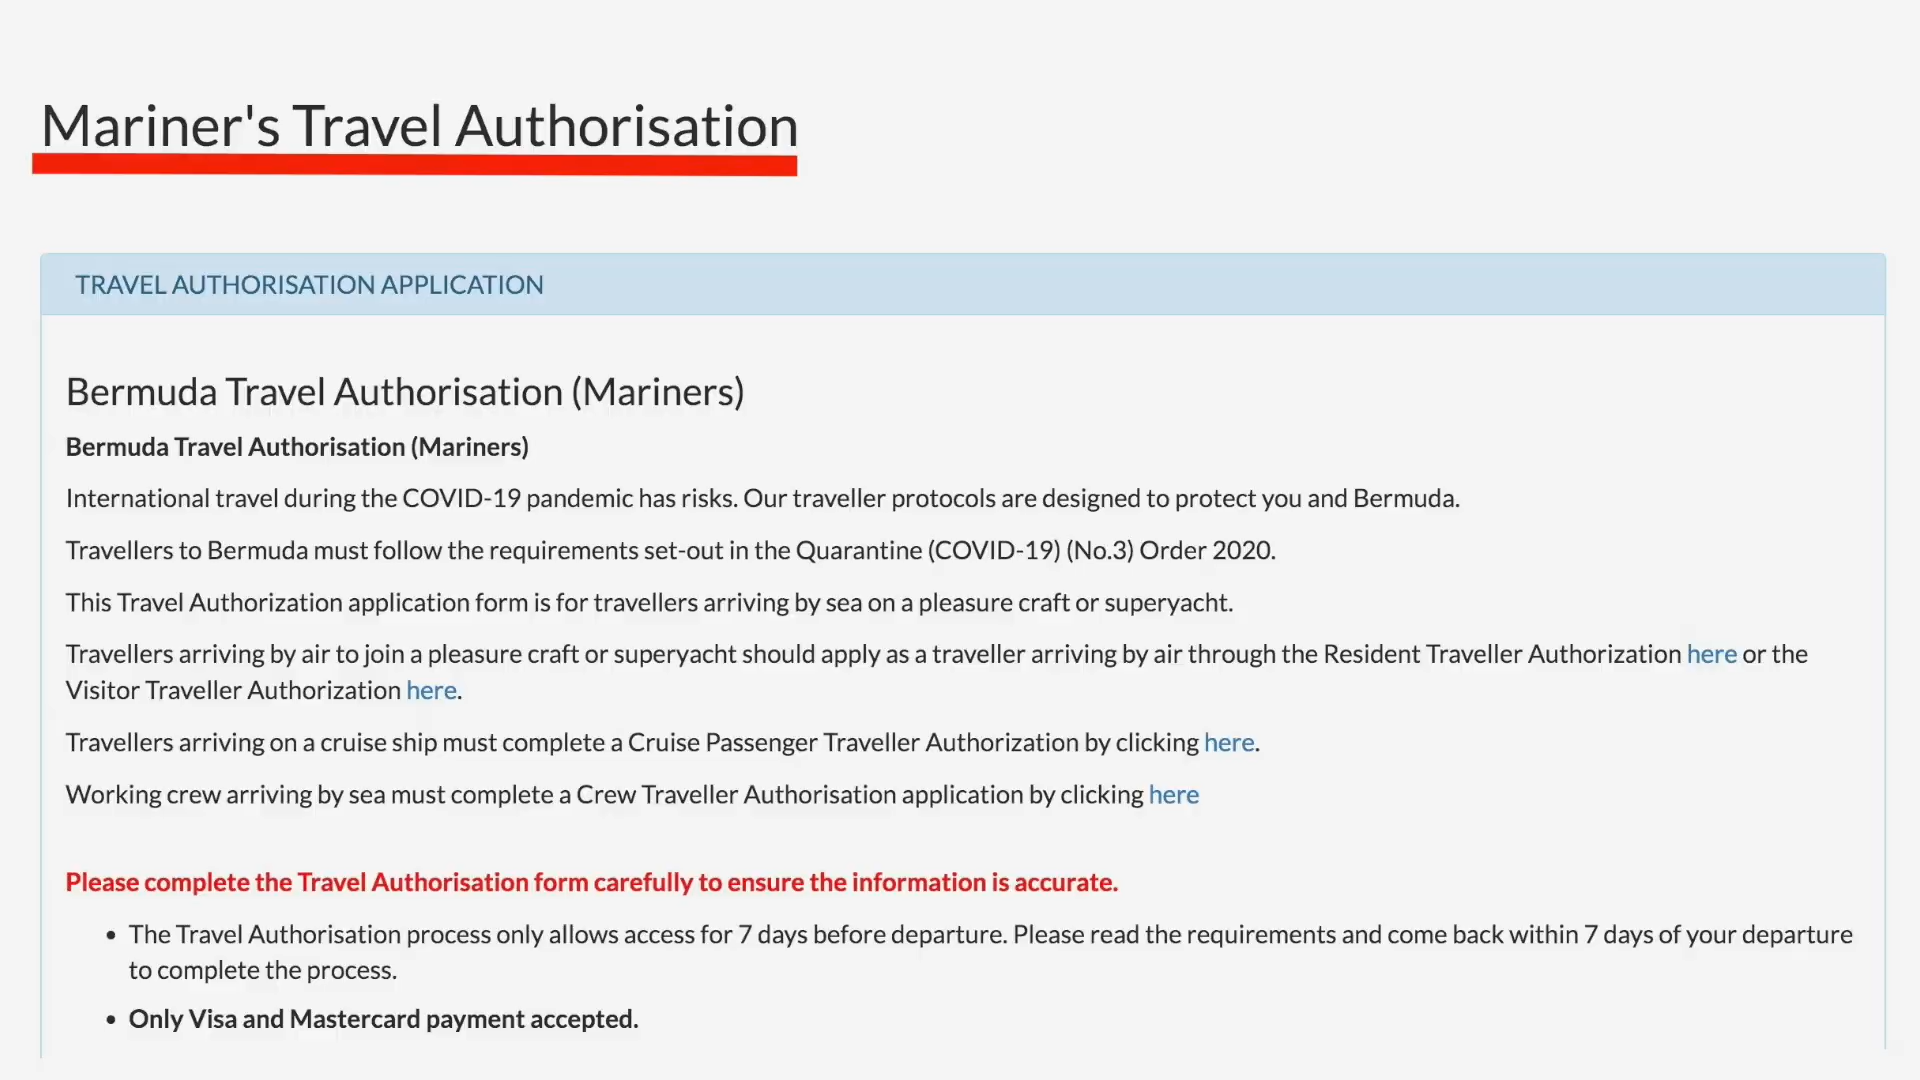 Mariner's Travel Authorisation
TRAVEL AUTHORISATION APPLICATION
Bermuda Travel Authorisation (Mariners)
Bermuda Travel Authorisation (Mariners)
International travel during the COVID-19 pandemic has risks. Our traveller protocols are designed to protect you and Bermuda.
Travellers to Bermuda must follow the requirements set-out in the Quarantine (COVID-19) (No.3) Order 2020.
This Travel Authorization application form is for travellers arriving by sea on a pleasure craft or superyacht.
Travellers arriving by air to join a pleasure craft or superyacht should apply as a traveller arriving by air through the Resident Traveller Authorization here or the
Visitor Traveller Authorization here.
Travellers arriving on a cruise ship must complete a Cruise Passenger Traveller Authorization by clicking here.
Working crew arriving by sea must complete a Crew Traveller Authorisation application by clicking here
Please complete the Travel Authorisation form carefully to ensure the information is accurate.
• The Travel Authorisation process only allows access for 7 days before departure. Please read the requirements and come back within 7 days of your departure
to complete the process.
• Only Visa and Mastercard payment accepted.